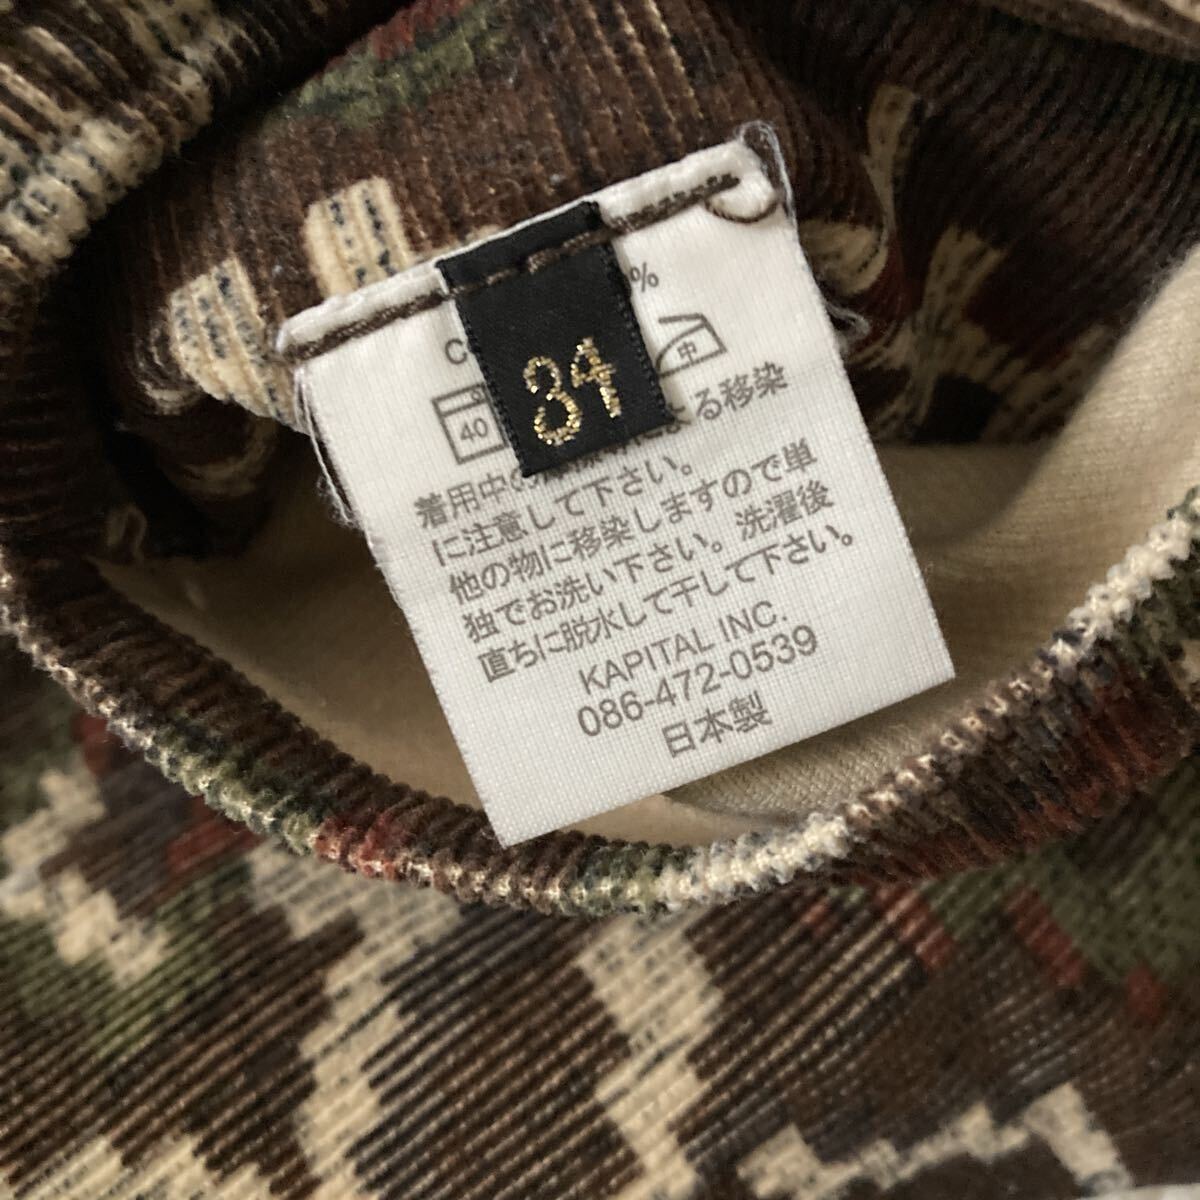 34
%
C
40
中
着用中の
による移染
に注意して下さい。
他の物に移染しますので単
独でお洗い下さい。洗濯後
直ちに脱水して干して下さい。
KAPITAL INC.
086-472-0539
日本製